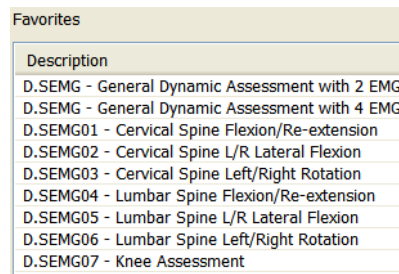 Favorites
Description
D.SEMG - General Dynamic Assessment with 2 EMG
D.SEMG - General Dynamic Assessment with 4 EMG
D.SEMG01 - Cervical Spine Flexion/Re-extension
D.SEMG02 - Cervical Spine L/R Lateral Flexion
D.SEMG03 - Cervical Spine Left/Right Rotation
D.SEMG04 - Lumbar Spine Flexion/Re-extension
D.SEMG05 - Lumbar Spine L/R Lateral Flexion
D.SEMG06 - Lumbar Spine Left/Right Rotation
D.SEMG07 - Knee Assessment